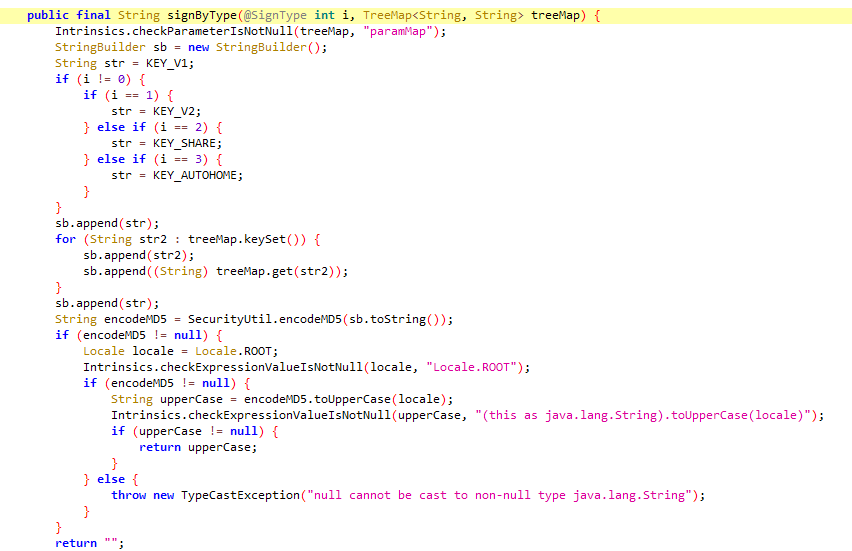 public final String signByType(@SignType int i, TreeMap<String, String> treeMap) {
Intrinsics.checkParameterIsNotNull(treeMap, "paramMap");
StringBuilder sb = new StringBuilder();
String str = KEY_V1;
if (i != 0) {
if (i == 1) {
str = KEY_V2;
} else if (i == 2) {
str = KEY_SHARE;
} else if (i == 3) {
str = KEY_AUTOHOME;
}
}
sb.append(str);
for (String str2 : treeMap.keySet()) {
sb.append(str2);
sb.append((String) treeMap.get(str2));
}
sb.append(str);
String encodeMD5 = SecurityUtil.encodeMD5(sb.toString());
if (encodeMD5 != null) {
Locale locale = Locale.ROOT;
Intrinsics.checkExpressionValueIsNotNull(locale, "Locale.ROOT");
if (encodeMD5 != null) {
String upperCase = encodeMD5.toUpperCase(locale);
Intrinsics.checkExpressionValueIsNotNull(upperCase, "(this as java.lang.String).toUpperCase(locale)");
if (upperCase != null) {
return upperCase;
}
} else {
throw new TypeCastException("null cannot be cast to non-null type java.lang.String");
}
}
return "";